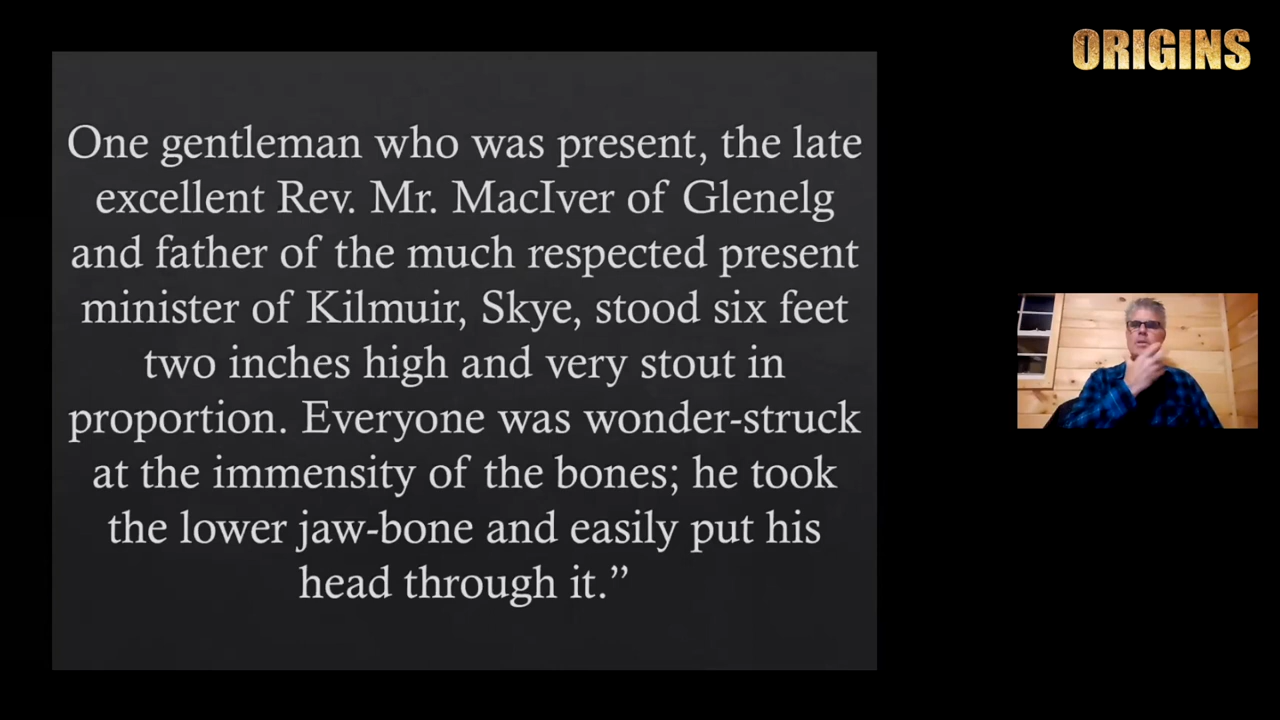 ORIGINS
One gentleman who was present, the late
excellent Rev. Mr. MacIver of Glenelg
and father of the much respected present
minister of Kilmuir, Skye, stood six feet
two inches high and very stout in
proportion. Everyone was wonder-struck
at the immensity of the bones; he took
the lower jaw-bone and easily put his
head through it.”